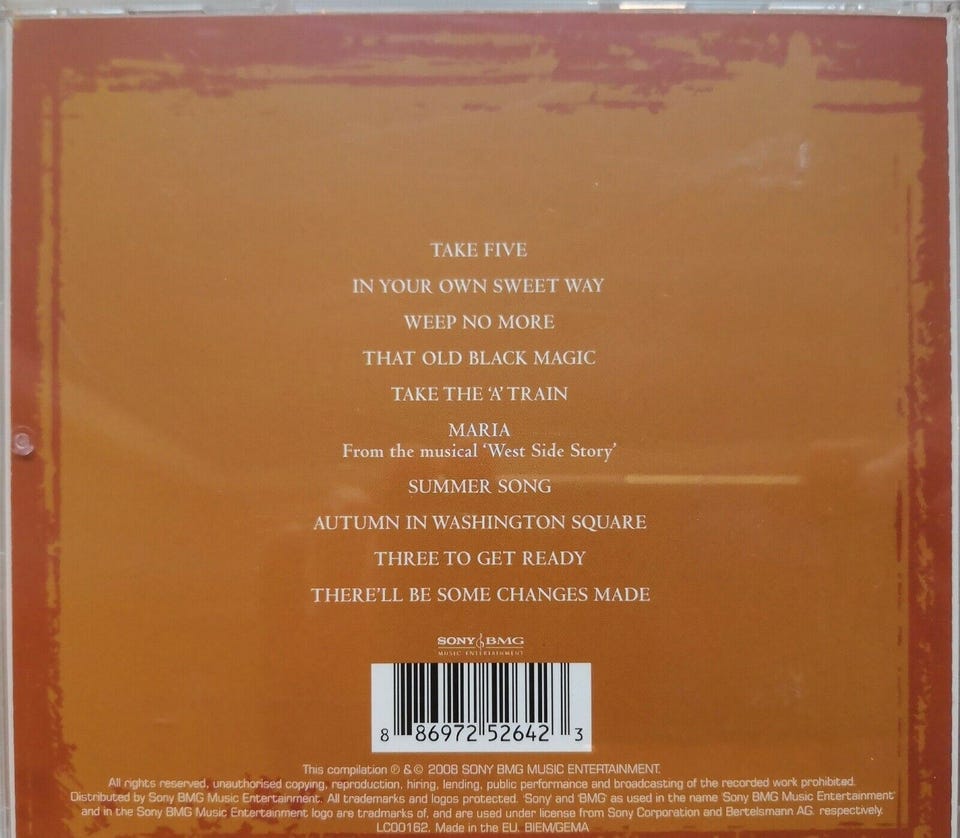 TAKE FIVE
IN YOUR OWN SWEET WAY
WEEP NO MORE
THAT OLD BLACK MAGIC
TAKE THE ‘A’ TRAIN
MARIA
From the musical ‘West Side Story’
SUMMER SONG
AUTUMN IN WASHINGTON SQUARE
THREE TO GET READY
THERE’LL BE SOME CHANGES MADE
SONY BMG
MUSIC ENTERTAINMENT
8 86972 52642 3
This compilation ℗ & © 2008 SONY BMG MUSIC ENTERTAINMENT.
All rights reserved, unauthorised copying, reproduction, hiring, lending, public performance and broadcasting of the recorded work prohibited.
Distributed by Sony BMG Music Entertainment. All trademarks and logos protected. 'Sony' and 'BMG' as used in the name 'Sony BMG Music Entertainment'
and in the Sony BMG Music Entertainment logo are tradmarks of, and are used under license from Sony Corporation and Bertelsmann AG, respectively.
LC00162. Made in the EU. BIEM/GEMA